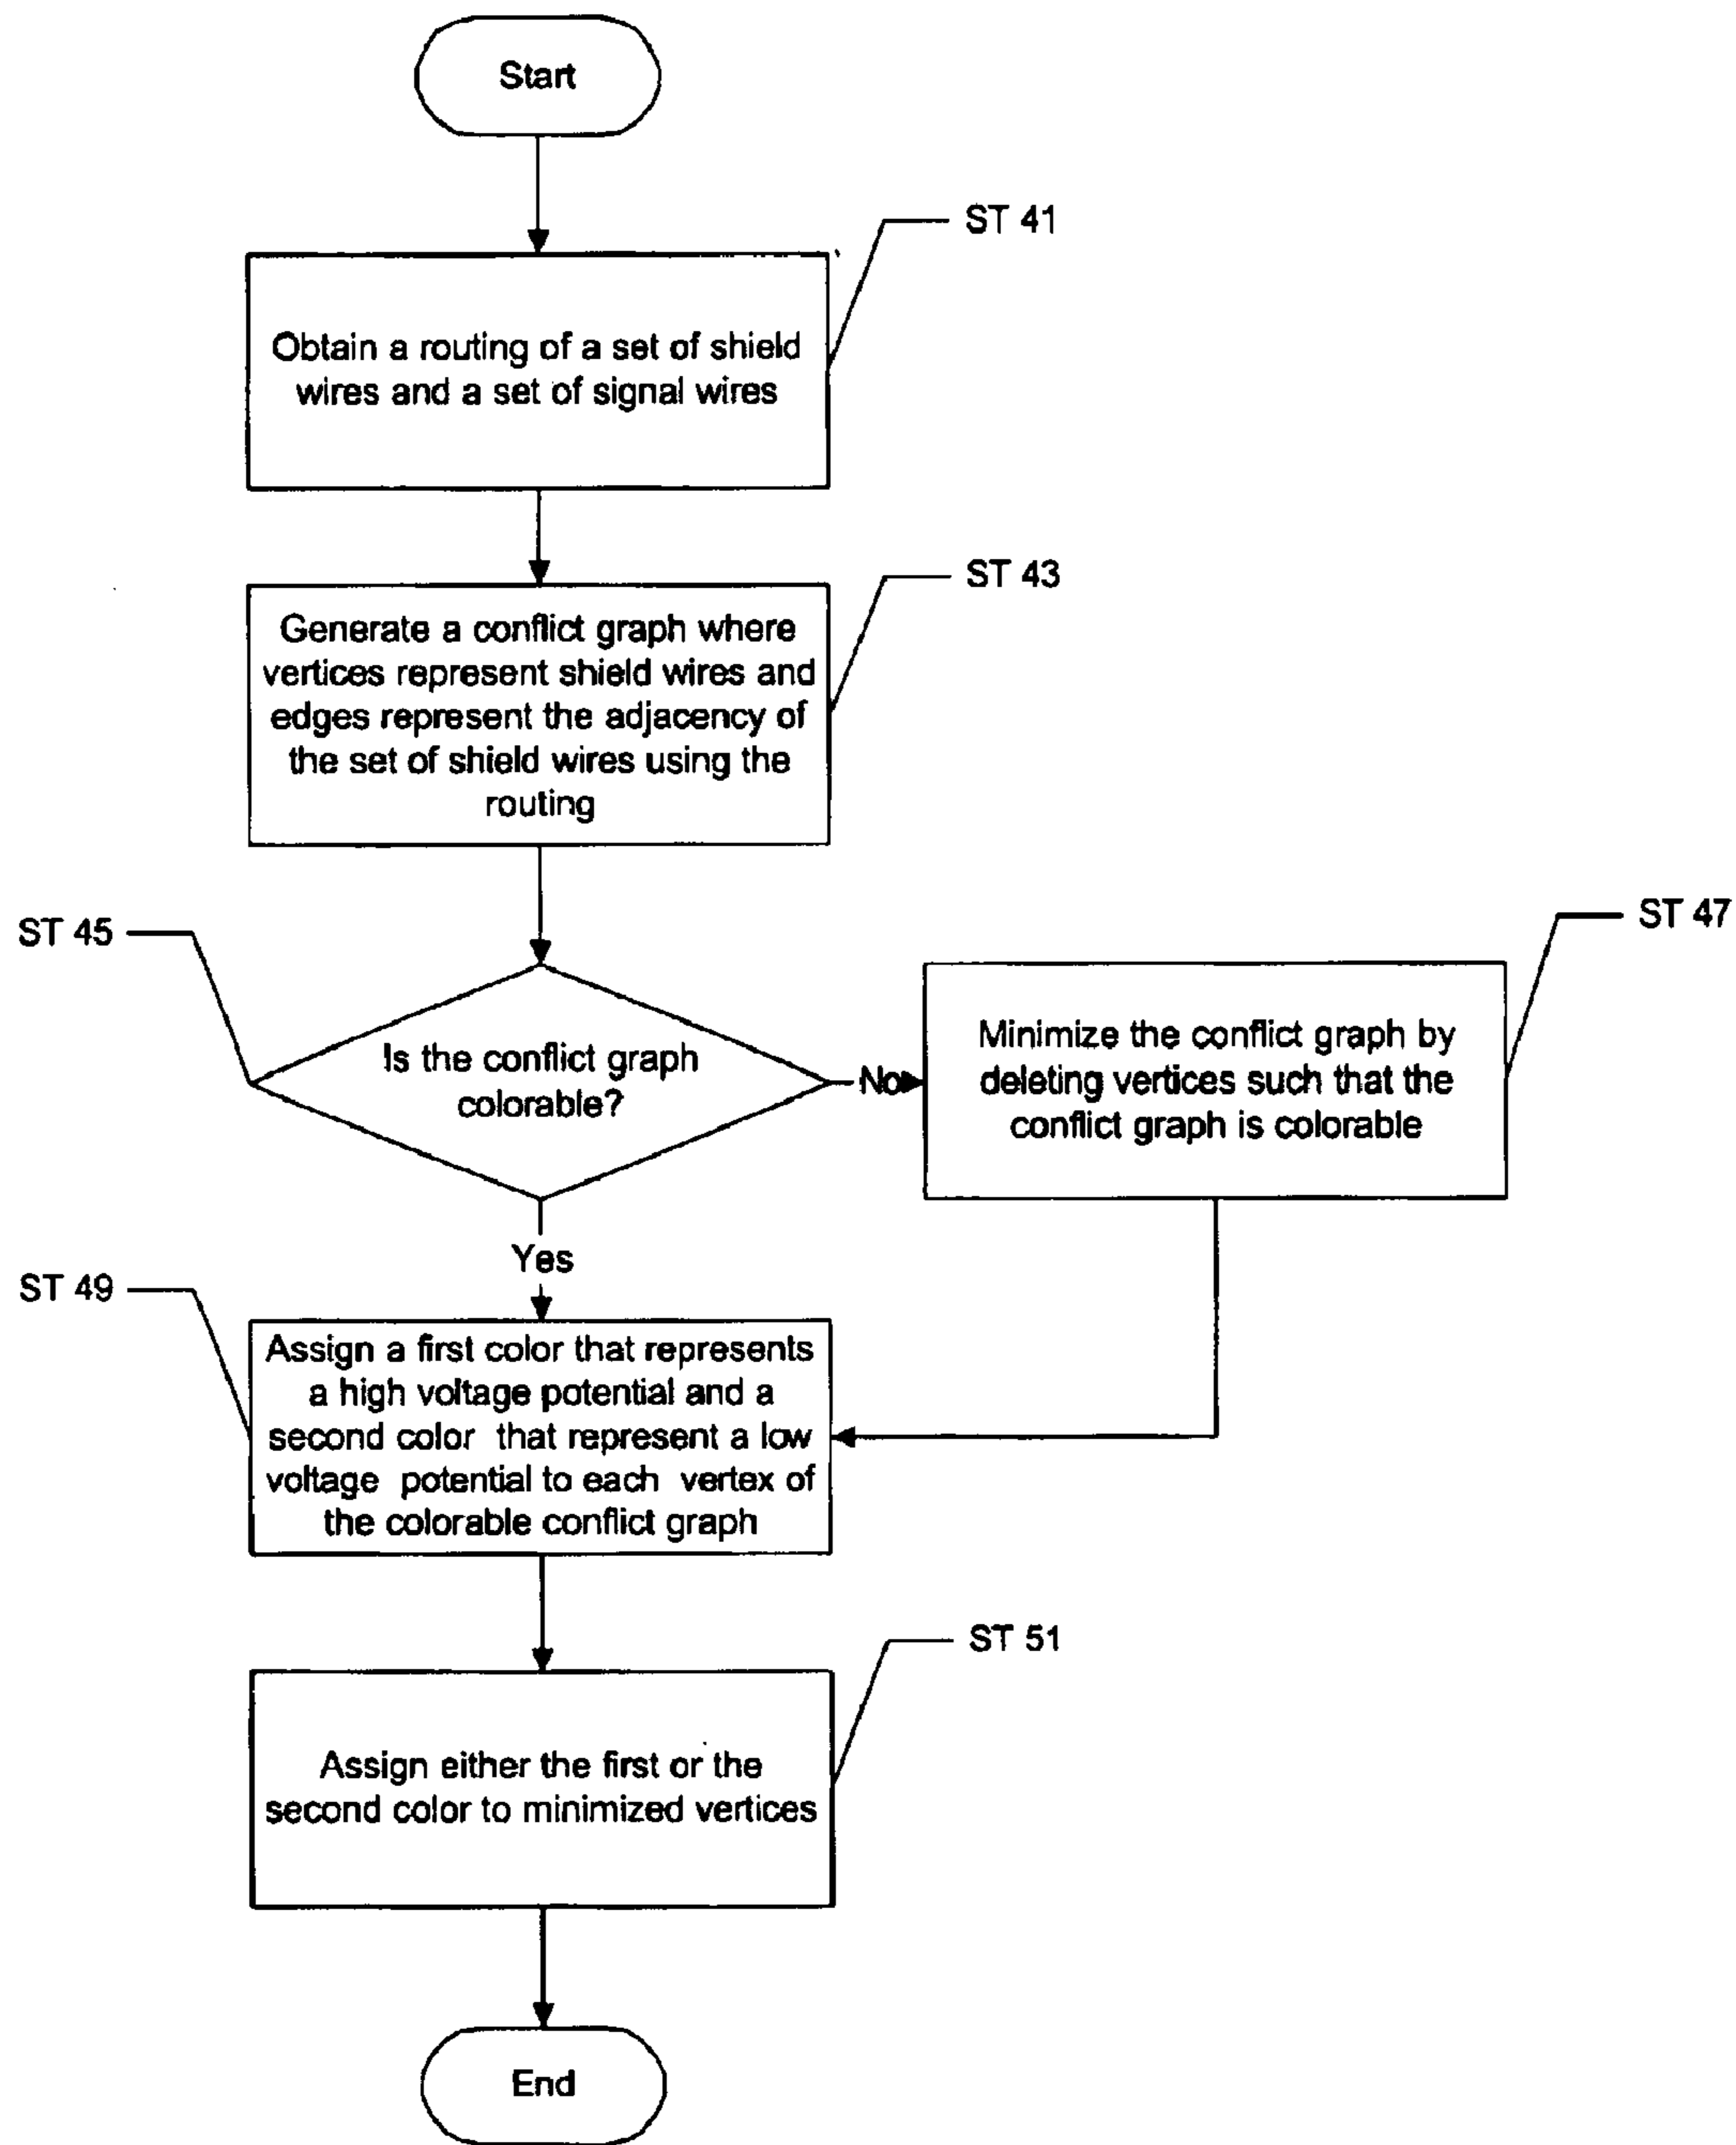 Start
ST 41
Obtain a routing of a set of shield
wires and a set of signal wires
ST 43
Generate a conflict graph where
vertices represent shield wires and
edges represent the adjacency of
the set of shield wires using the
routing
ST 45
Is the conflict graph
colorable?
No
ST 47
Minimize the conflict graph by
deleting vertices such that the
conflict graph is colorable
Yes
ST 49
Assign a first color that represents
a high voltage potential and a
second color that represent a low
voltage potential to each vertex of
the colorable conflict graph
ST 51
Assign either the first or the
second color to minimized vertices
End